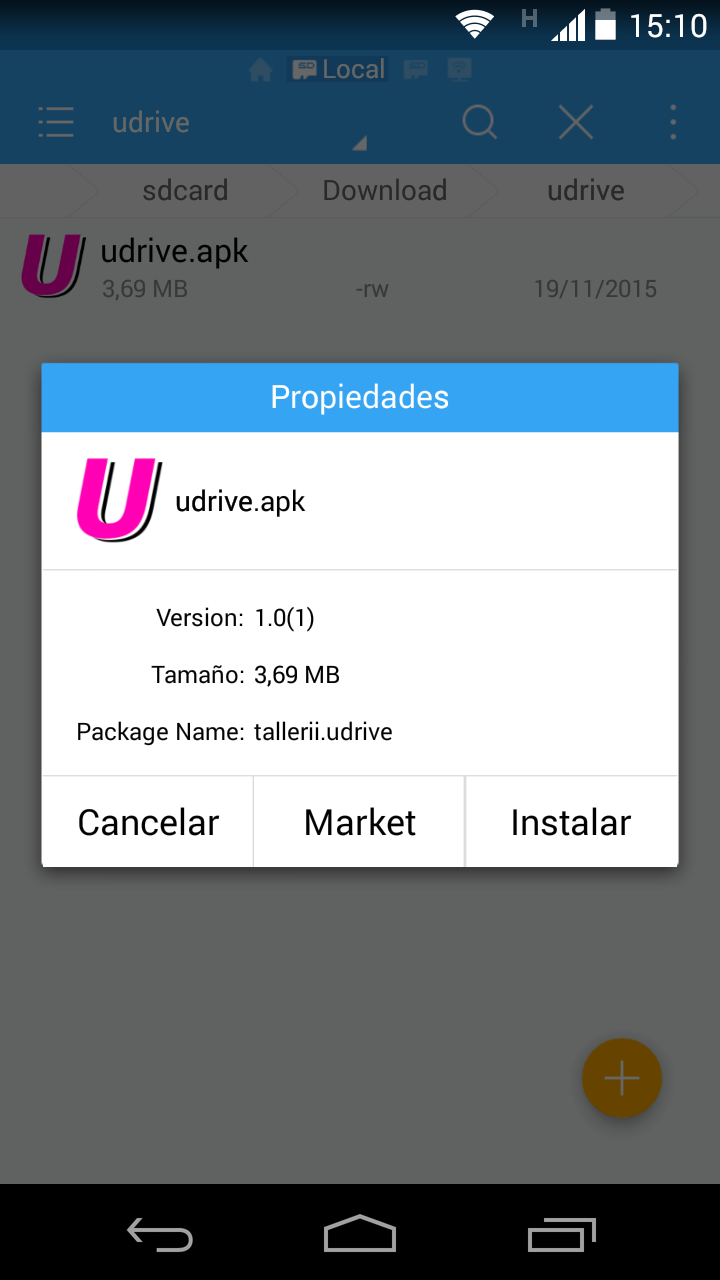 H 15:10
Local
udrive
sdcard Download udrive
udrive.apk
3,69 MB -rw 19/11/2015
Propiedades
udrive.apk
Version: 1.0(1)
Tamaño: 3,69 MB
Package Name: tallerii.udrive
Cancelar Market Instalar